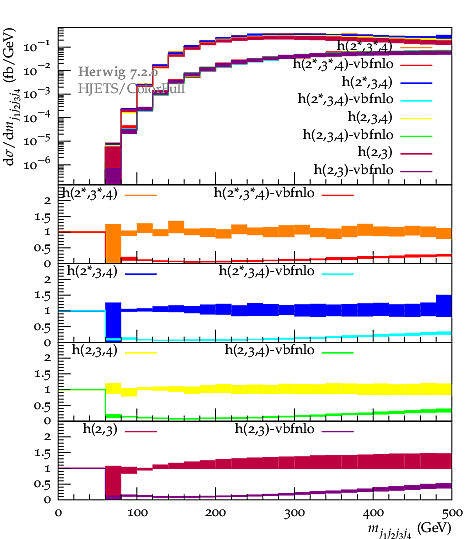 dσ/dm_{j1j2j3j4} (fb/GeV)
10^{-1}
10^{-2}
10^{-3}
10^{-4}
10^{-5}
10^{-6}
Herwig 7.2.
HJETS/ColorFull
h(2*,3*,4)
h(2*,3*,4)-vbfnlo
h(2*,3,4)
h(2*,3,4)-vbfnlo
h(2,3,4)
h(2,3,4)-vbfnlo
h(2,3)
h(2,3)-vbfnlo
h(2*,3*,4) h(2*,3*,4)-vbfnlo
2
1.5
1
0.5
0
h(2*,3,4) h(2*,3,4)-vbfnlo
2
1.5
1
0.5
0
h(2,3,4) h(2,3,4)-vbfnlo
2
1.5
1
0.5
0
h(2,3) h(2,3)-vbfnlo
2
1.5
1
0.5
0
0 100 200 300 400 500
m_{j1j2j3j4} (GeV)